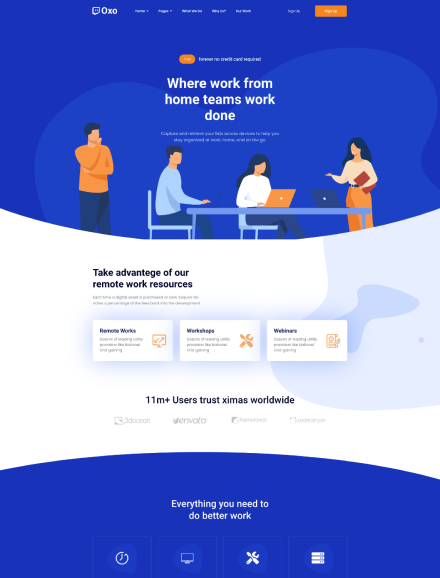 Oxo
Home Pages What We Do Why Us? Our Work Sign Up Sign Up
forever no credit card required
Where work from
home teams work
done
Capture and retrieve your lists across devices to help you
stay organized at work, home, and on the go.
Take advantege of our
remote work resources
Each time a digital asset is purchased or sold, Sequoir
nates a percentage of the fees back into the development
Remote Works
Dozens of leading utility
providers like National
Grid gaining
Workshops
Dozens of leading utility
providers like National
Grid gaining
Webinars
Dozens of leading utility
providers like National
Grid gaining
11m+ Users trust ximas worldwide
3docean envato themeforest codecanyon
Everything you need to
do better work